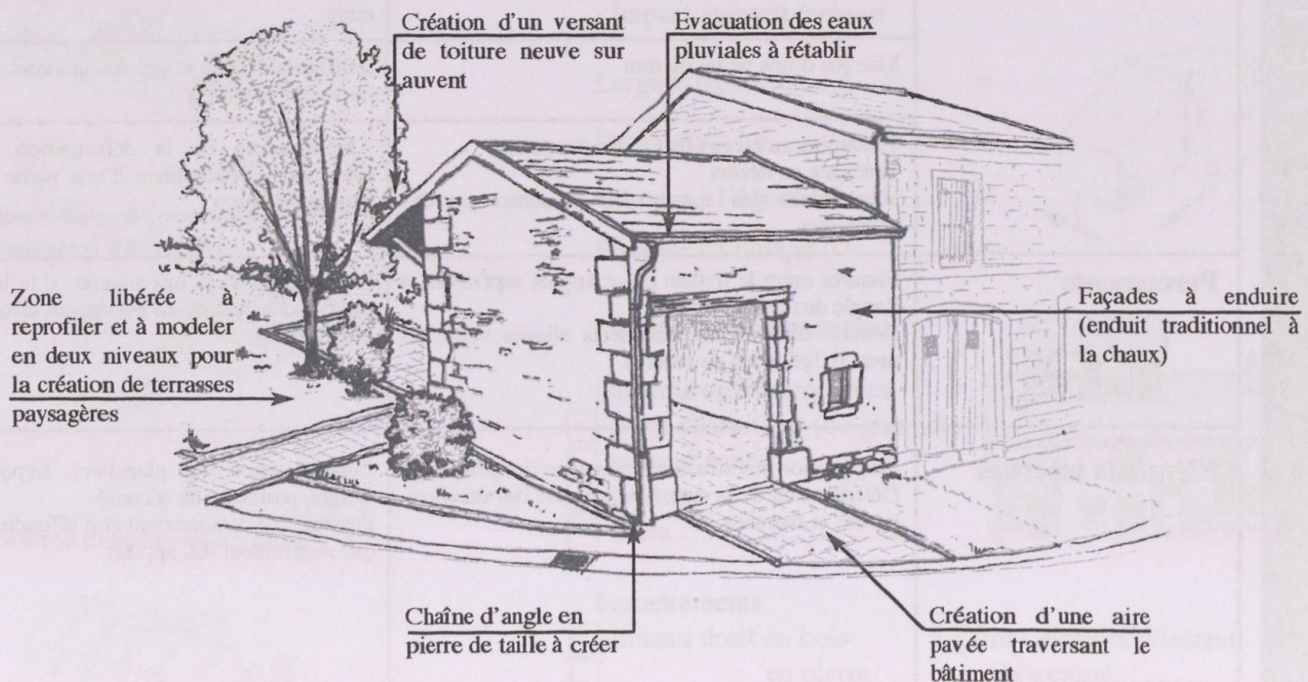 Création d'un versant
de toiture neuve sur
auvent
Evacuation des eaux
pluviales à rétablir
Zone libérée à
reprofiler et à modeler
en deux niveaux pour
la création de terrasses
paysagères
Façades à enduire
(enduit traditionnel à
la chaux)
Chaîne d'angle en
pierre de taille à créer
Création d'une aire
pavée traversant le
bâtiment